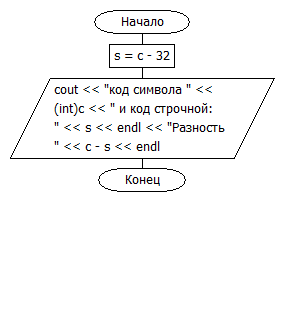 Начало
s = c - 32
cout << "код символа " <<
(int)c << " и код строчной:
" << s << endl << "Разность
" << c - s << endl
Конец